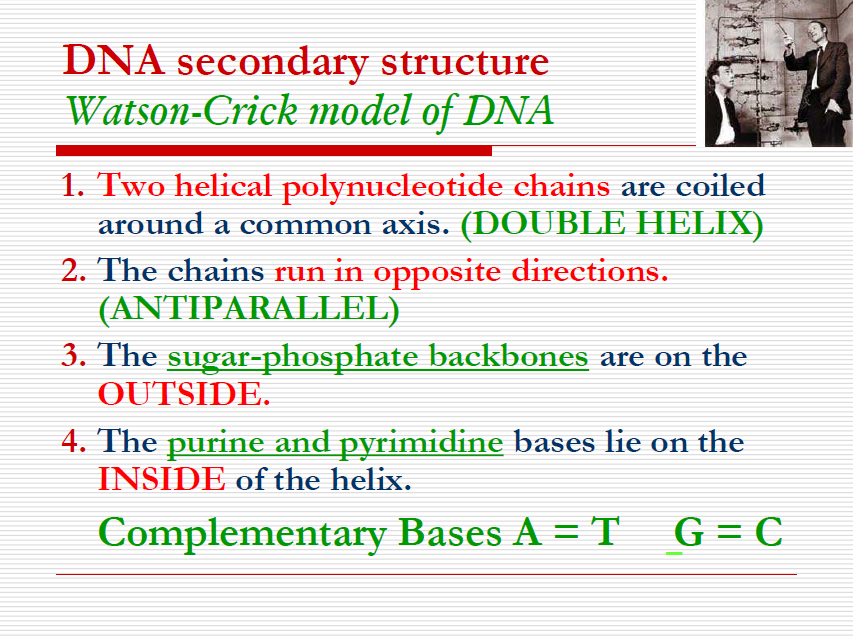 DNA secondary structure
Watson-Crick model of DNA
1. Two helical polynucleotide chains are coiled
around a common axis. (DOUBLE HELIX)
2. The chains run in opposite directions.
(ANTIPARALLEL)
3. The sugar-phosphate backbones are on the
OUTSIDE.
4. The purine and pyrimidine bases lie on the
INSIDE of the helix.
Complementary Bases A = T _G = C